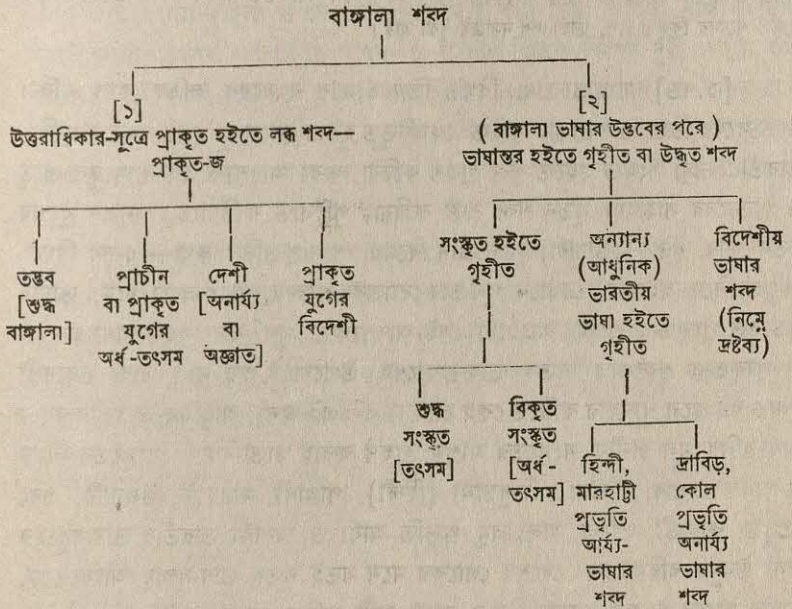 বাঙ্গালা শব্দ
[১]
উত্তরাধিকার-সূত্রে প্রাকৃত হইতে লব্ধ শব্দ—
প্রাকৃত-জ
[২]
( বাঙ্গালা ভাষার উদ্ভবের পরে )
ভাষান্তর হইতে গৃহীত বা উদ্ধৃত শব্দ
তদ্ভব
[শুদ্ধ
বাঙ্গালা]
প্রাচীন
বা প্রাকৃত
যুগের
অর্ধ-তৎসম
দেশী
[অনার্য্য
বা
অজ্ঞাত]
প্রাকৃত
যুগের
বিদেশী
সংস্কৃত হইতে
গৃহীত
অন্যান্য
(আধুনিক)
ভারতীয়
ভাষা হইতে
গৃহীত
বিদেশীয়
ভাষার
শব্দ
(নিম্নে
দ্রষ্টব্য)
শুদ্ধ
সংস্কৃত
[তৎসম]
বিকৃত
সংস্কৃত
[অর্ধ-
তৎসম]
হিন্দী,
মারহাট্টী
প্রভৃতি
আর্য্য-
ভাষার
শব্দ
দ্রাবিড়,
কোল
প্রভৃতি
অনার্য্য
ভাষার
শব্দ